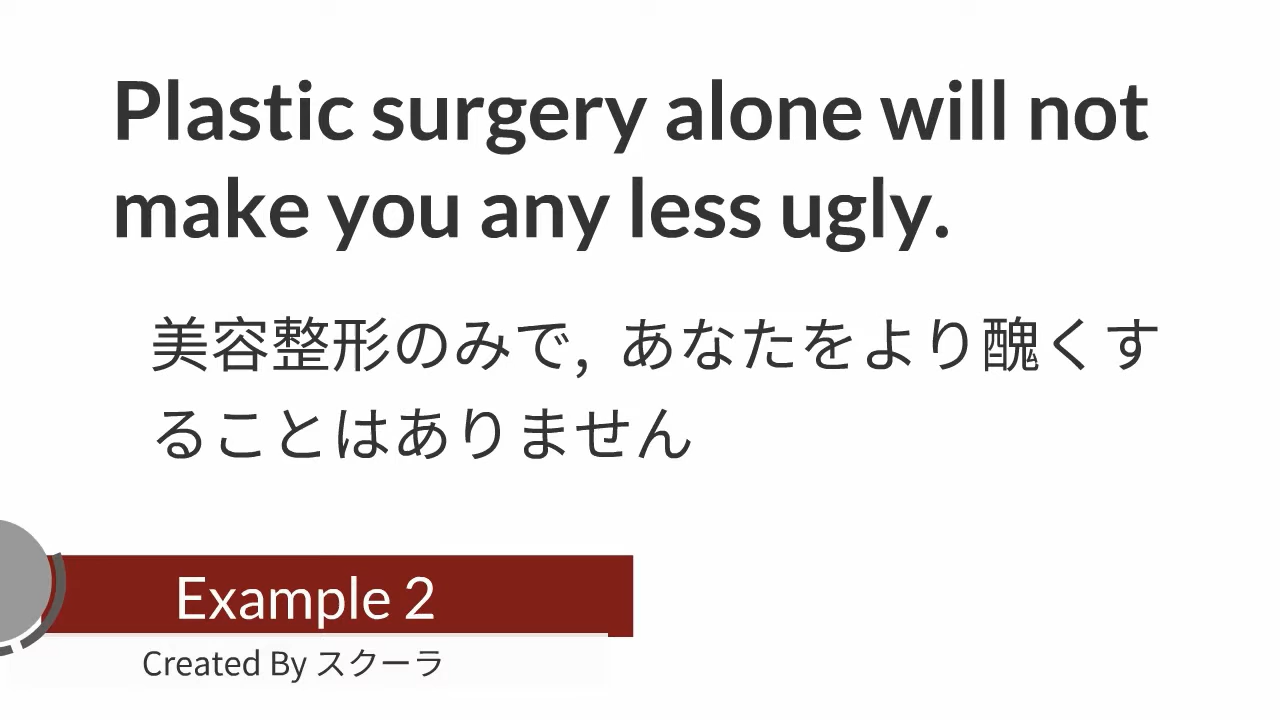 Plastic surgery alone will not
make you any less ugly.
美容整形のみで, あなたをより醜くす
ることはありません
Example 2
Created By スクーラ